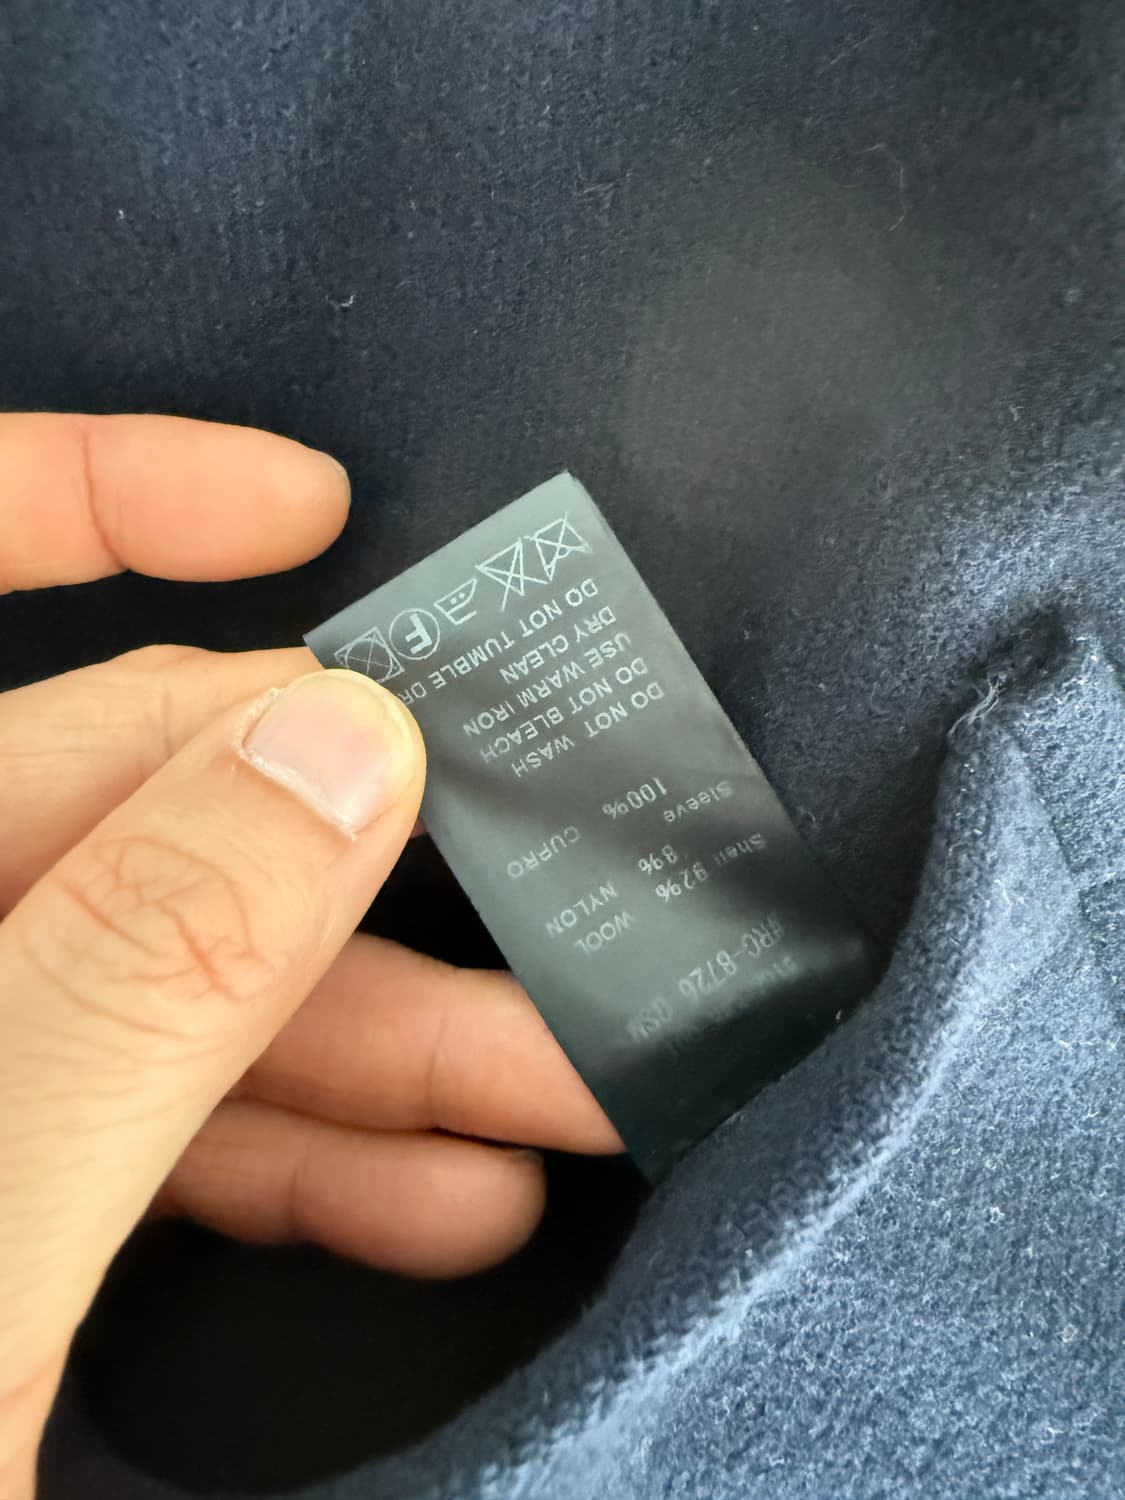 #RC-8726
Shell 92% WOOL
8% NYLON
Sleeve
100% CUPRO
DO NOT WASH
DO NOT BLEACH
USE WARM IRON
DRY CLEAN
DO NOT TUMBLE
F